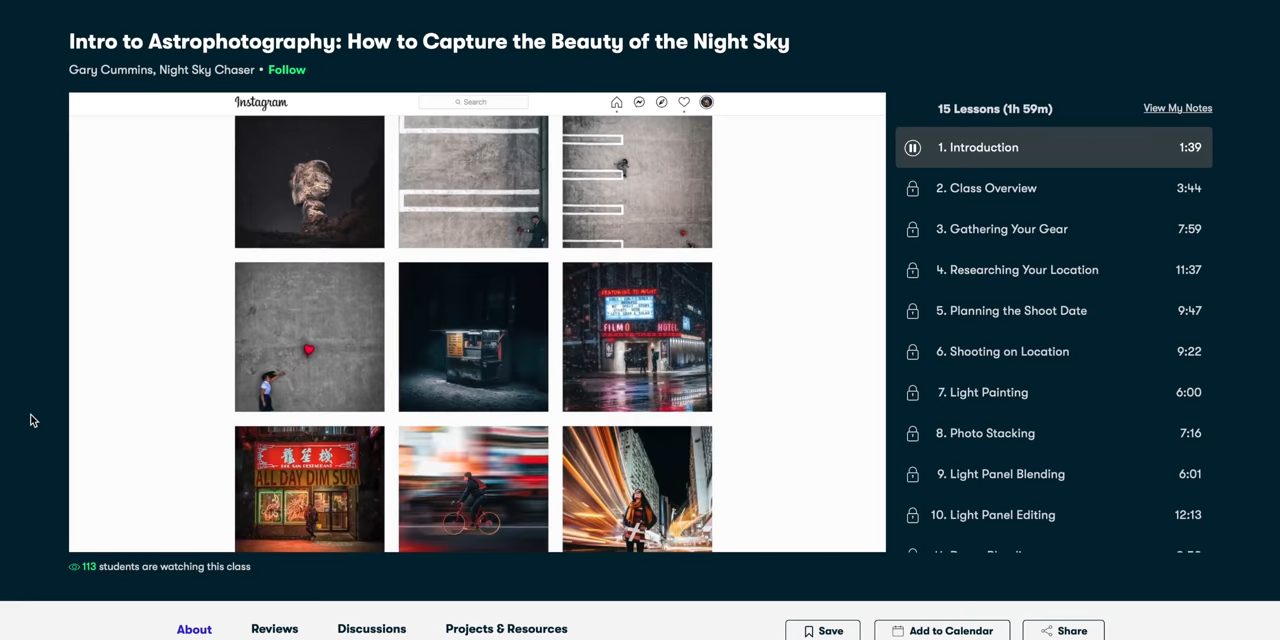 Intro to Astrophotography: How to Capture the Beauty of the Night Sky
Gary Cummins, Night Sky Chaser • Follow
Instagram
Search
FILM
HOTEL
ALL DAY DIM SUM
113 students are watching this class
15 Lessons (1h 59m)
View My Notes
1. Introduction 1:39
2. Class Overview 3:44
3. Gathering Your Gear 7:59
4. Researching Your Location 11:37
5. Planning the Shoot Date 9:47
6. Shooting on Location 9:22
7. Light Painting 6:00
8. Photo Stacking 7:16
9. Light Panel Blending 6:01
10. Light Panel Editing 12:13
About
Reviews
Discussions
Projects & Resources
Save
Add to Calendar
Share